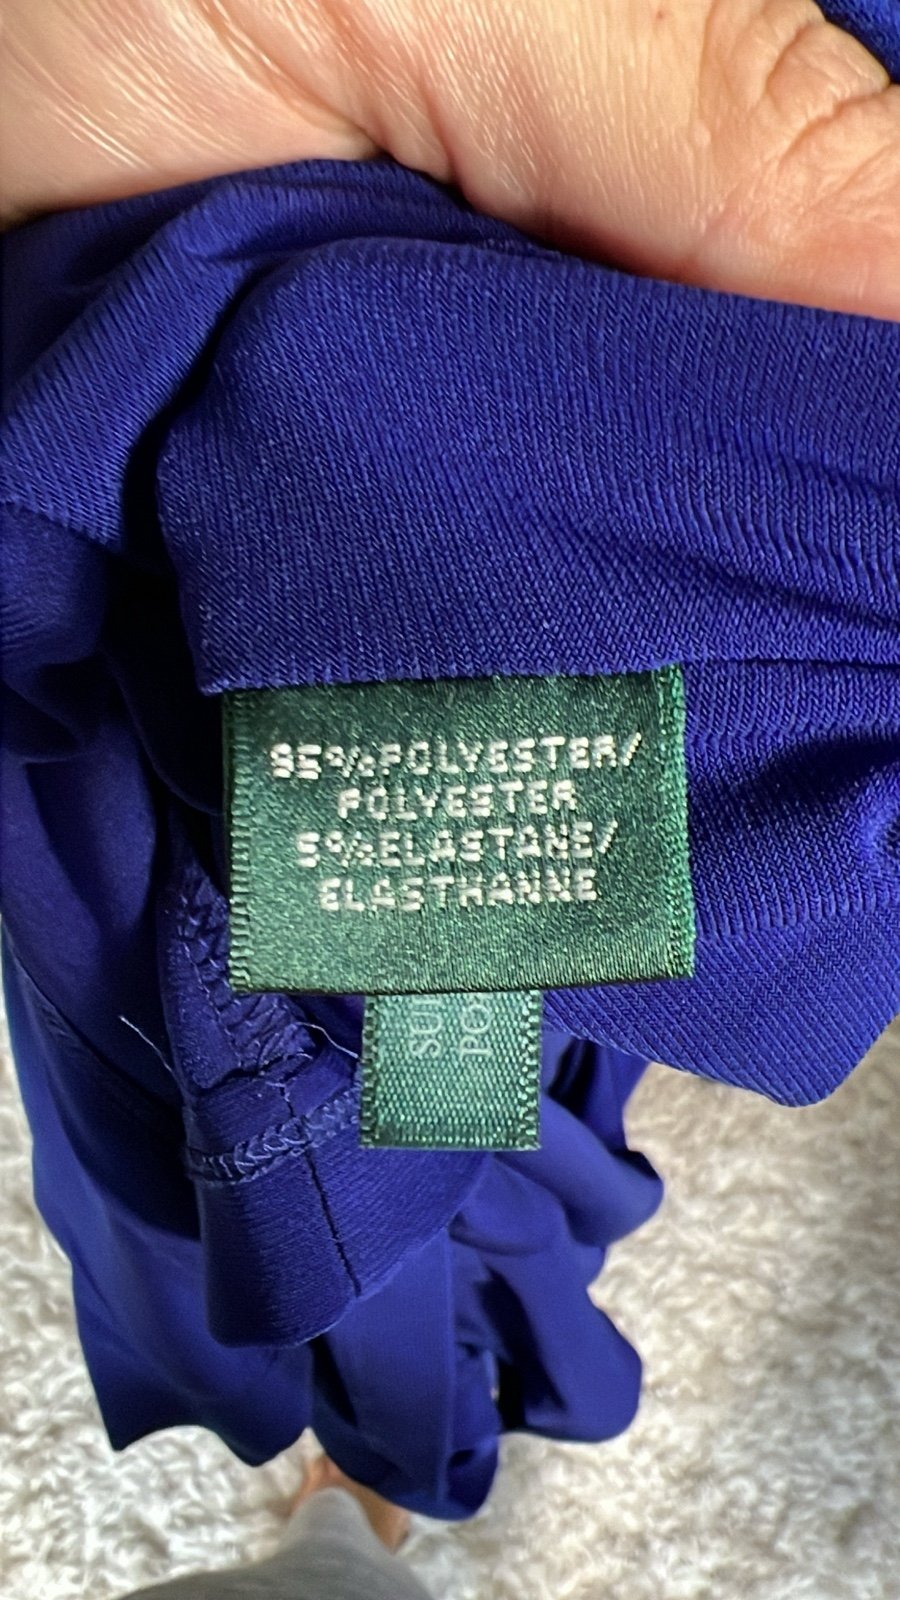 95%POLYESTER/
POLYESTER
5%ELASTANE/
ELASTHANNE